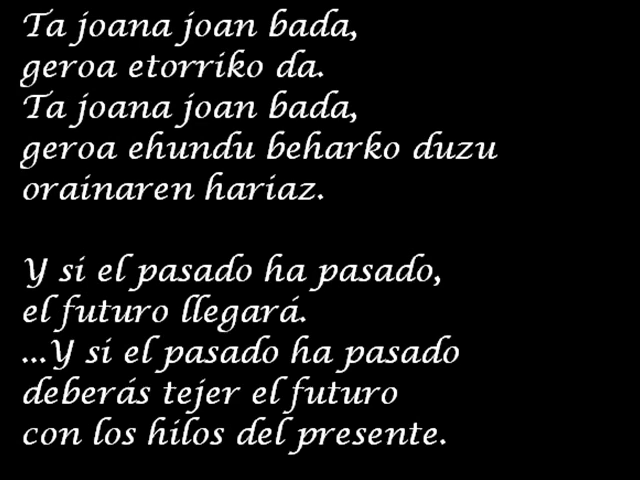 Ta joana joan bada,
geroa etorriko da.
Ta joana joan bada,
geroa ehundu beharko duzu
orainaren hariaz.
Y si el pasado ha pasado,
el futuro llegará.
...Y si el pasado ha pasado
deberás tejer el futuro
con los hilos del presente.